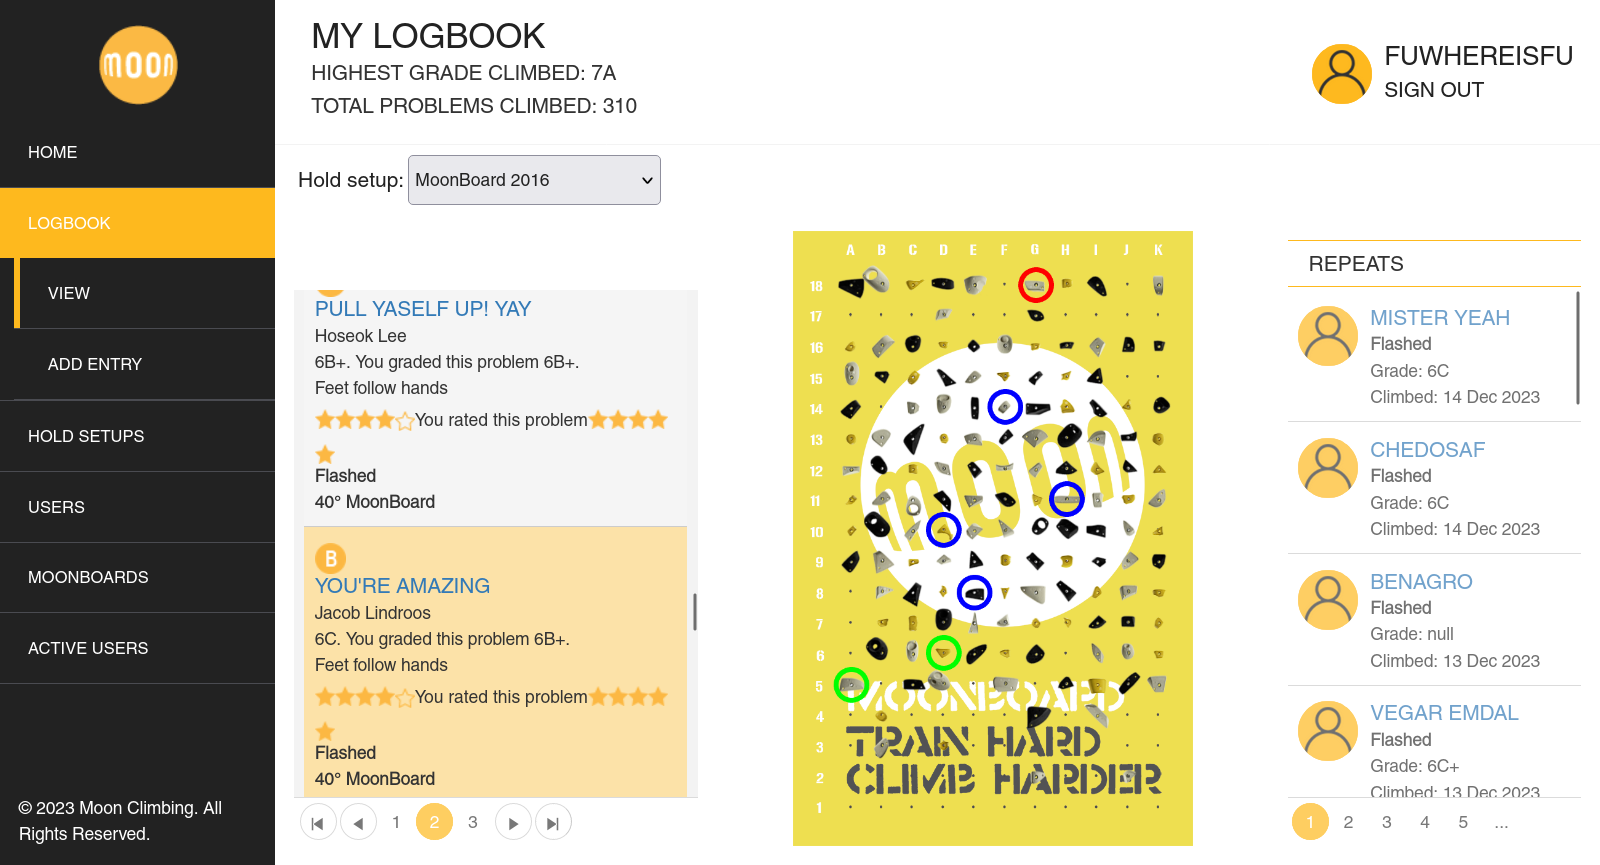 moon
HOME
LOGBOOK
VIEW
ADD ENTRY
HOLD SETUPS
USERS
MOONBOARDS
ACTIVE USERS
© 2023 Moon Climbing. All
Rights Reserved.
MY LOGBOOK
HIGHEST GRADE CLIMBED: 7A
TOTAL PROBLEMS CLIMBED: 310
FUWHEREISFU
SIGN OUT
Hold setup: MoonBoard 2016
PULL YASELF UP! YAY
Hoseok Lee
6B+. You graded this problem 6B+.
Feet follow hands
You rated this problem
Flashed
40° MoonBoard
B
YOU'RE AMAZING
Jacob Lindroos
6C. You graded this problem 6B+.
Feet follow hands
You rated this problem
Flashed
40° MoonBoard
1 2 3
A B C D E F G H I J K
18
17
16
15
14
13
12
11
10
9
8
7
6
5
4
3
2
1
moon
MOONBOARD
TRAIN HARD
CLIMB HARDER
REPEATS
MISTER YEAH
Flashed
Grade: 6C
Climbed: 14 Dec 2023
CHEDOSAF
Flashed
Grade: 6C
Climbed: 14 Dec 2023
BENAGRO
Flashed
Grade: null
Climbed: 13 Dec 2023
VEGAR EMDAL
Flashed
Grade: 6C+
Climbed: 13 Dec 2023
1 2 3 4 5 ...